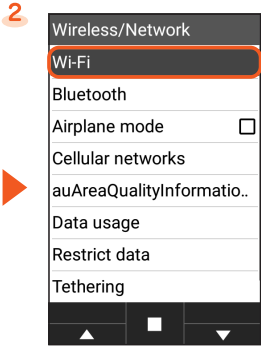 2
Wireless/Network
Wi-Fi
Bluetooth
Airplane mode
Cellular networks
auAreaQualityInformatio..
Data usage
Restrict data
Tethering